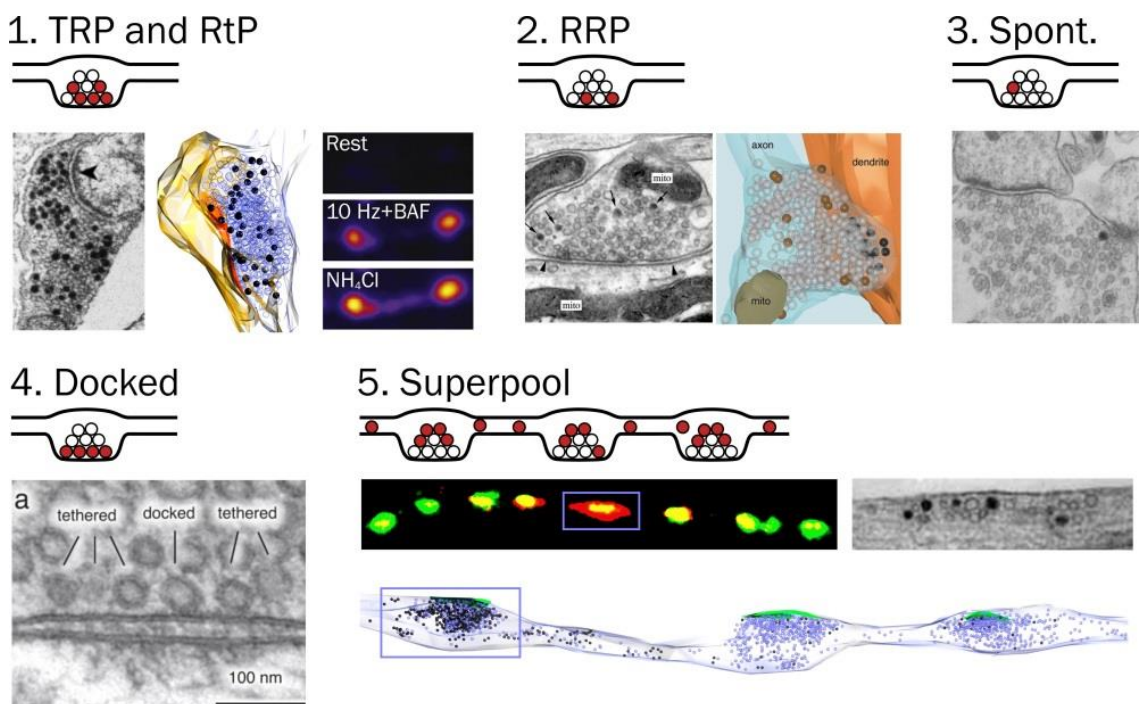 1. TRP and RtP
2. RRP
3. Spont.
Rest
10 Hz+BAF
NH₄Cl
mito
mito
axon
dendrite
mito
4. Docked
5. Superpool
a
tethered docked tethered
100 nm